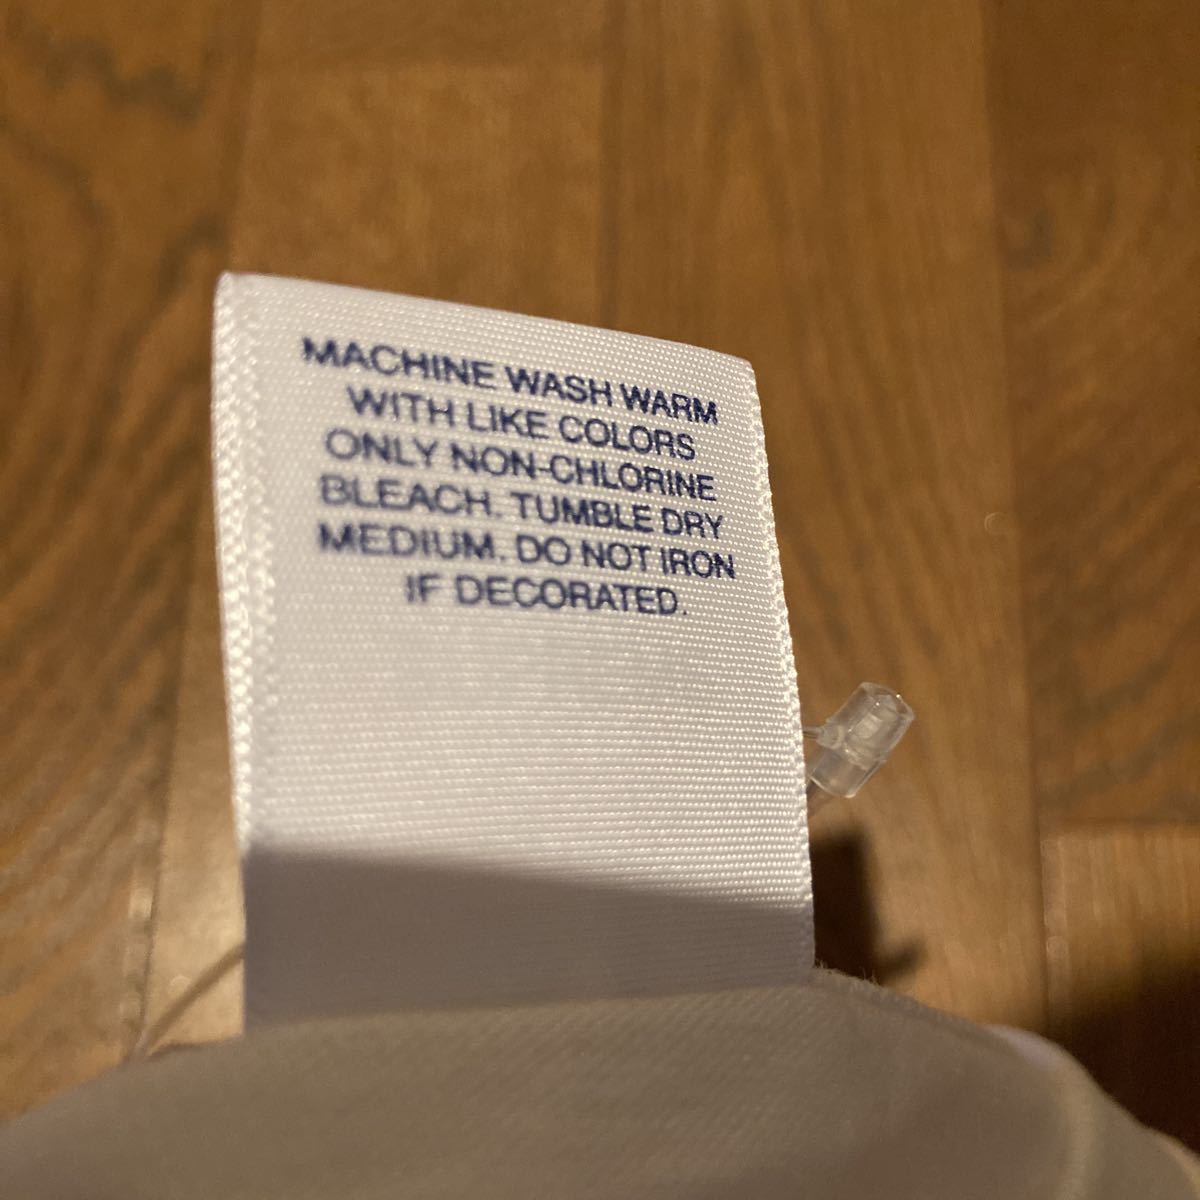 MACHINE WASH WARM
WITH LIKE COLORS
ONLY NON-CHLORINE
BLEACH. TUMBLE DRY
MEDIUM. DO NOT IRON
IF DECORATED.